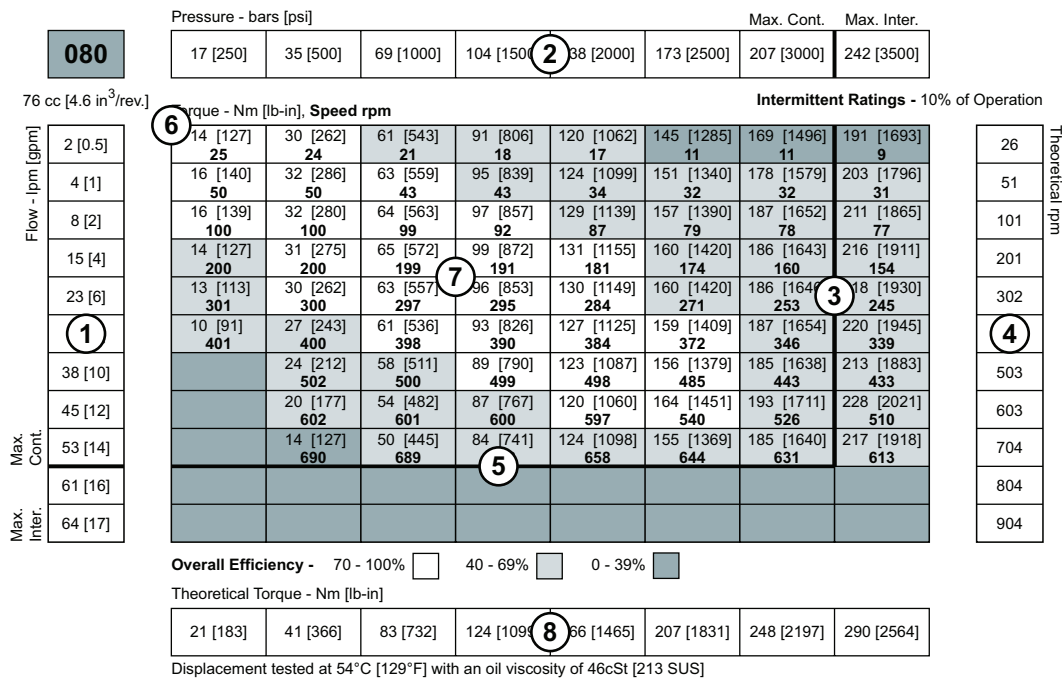 Pressure - bars [psi]
Max. Cont. Max. Inter.
080
17 [250] 35 [500] 69 [1000] 104 [1500 2 38 [2000] 173 [2500] 207 [3000] 242 [3500]
76 cc [4.6 in3/rev.]
Torque - Nm [lb-in], Speed rpm
Intermittent Ratings - 10% of Operation
6
Flow - lpm [gpm]
Theoretical rpm
2 [0.5] 14 [127] 30 [262] 61 [543] 91 [806] 120 [1062] 145 [1285] 169 [1496] 191 [1693] 26
25 24 21 18 17 11 11 9
4 [1] 16 [140] 32 [286] 63 [559] 95 [839] 124 [1099] 151 [1340] 178 [1579] 203 [1796] 51
50 50 43 43 34 32 32 31
8 [2] 16 [139] 32 [280] 64 [563] 97 [857] 129 [1139] 157 [1390] 187 [1652] 211 [1865] 101
100 100 99 92 87 79 78 77
15 [4] 14 [127] 31 [275] 65 [572] 99 [872] 131 [1155] 160 [1420] 186 [1643] 216 [1911] 201
200 200 199 191 181 174 160 154
7
23 [6] 13 [113] 30 [262] 63 [557] 96 [853] 130 [1149] 160 [1420] 186 [1646 3 18 [1930] 302
301 300 297 295 284 271 253 245
1 10 [91] 27 [243] 61 [536] 93 [826] 127 [1125] 159 [1409] 187 [1654] 220 [1945] 4
401 400 398 390 384 372 346 339
38 [10] 24 [212] 58 [511] 89 [790] 123 [1087] 156 [1379] 185 [1638] 213 [1883] 503
502 500 499 498 485 443 433
45 [12] 20 [177] 54 [482] 87 [767] 120 [1060] 164 [1451] 193 [1711] 228 [2021] 603
602 601 600 597 540 526 510
Max. Cont.
53 [14] 14 [127] 50 [445] 84 [741] 124 [1098] 155 [1369] 185 [1640] 217 [1918] 704
690 689 5 658 644 631 613
61 [16] 804
Max. Inter.
64 [17] 904
Overall Efficiency - 70 - 100% 40 - 69% 0 - 39%
Theoretical Torque - Nm [lb-in]
21 [183] 41 [366] 83 [732] 124 [1099 8 66 [1465] 207 [1831] 248 [2197] 290 [2564]
Displacement tested at 54°C [129°F] with an oil viscosity of 46cSt [213 SUS]